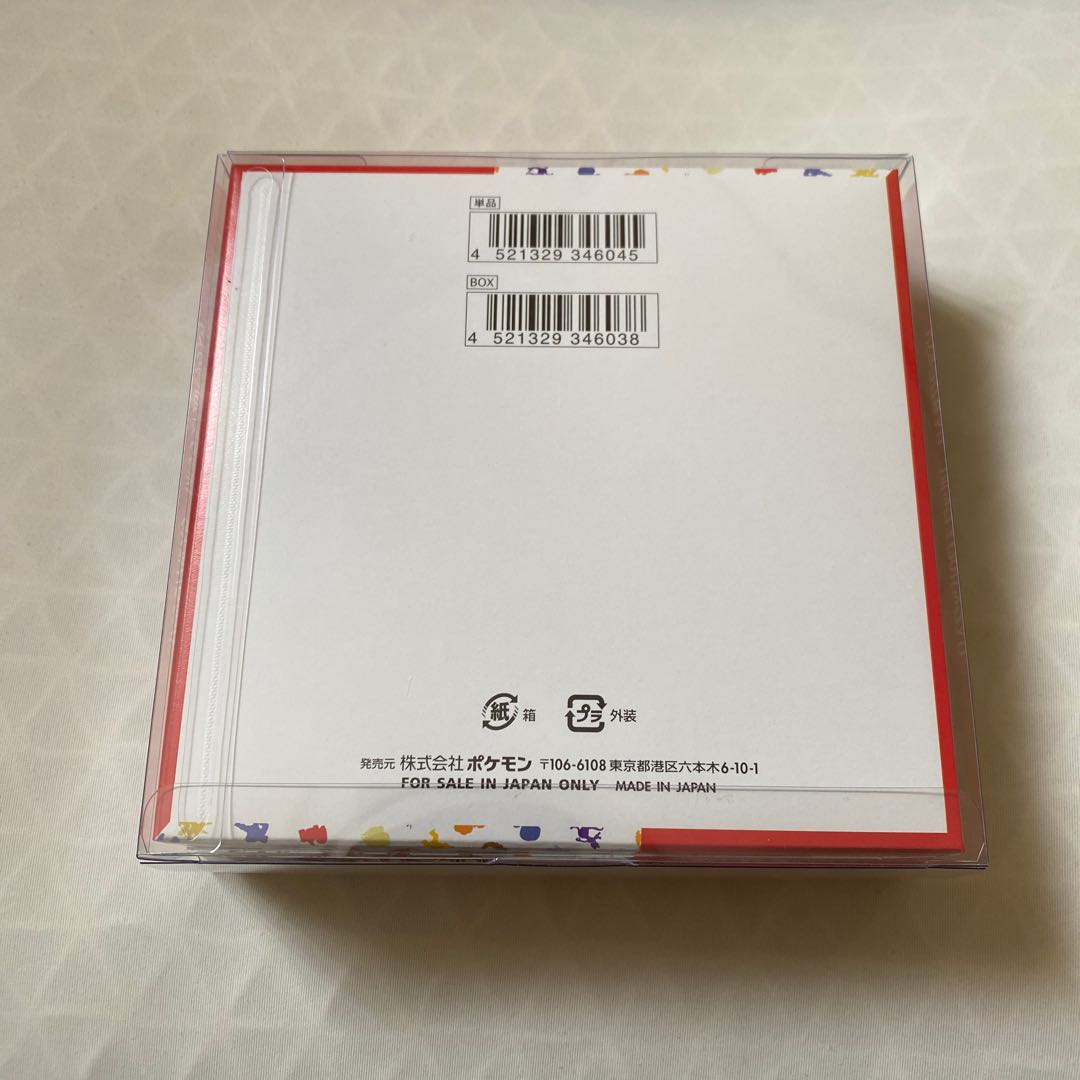 単品
4 521329 346045
BOX
4 521329 346038
紙 箱 プラ 外装
発売元 株式会社 ポケモン 〒106-6108 東京都港区六本木6-10-1
FOR SALE IN JAPAN ONLY MADE IN JAPAN